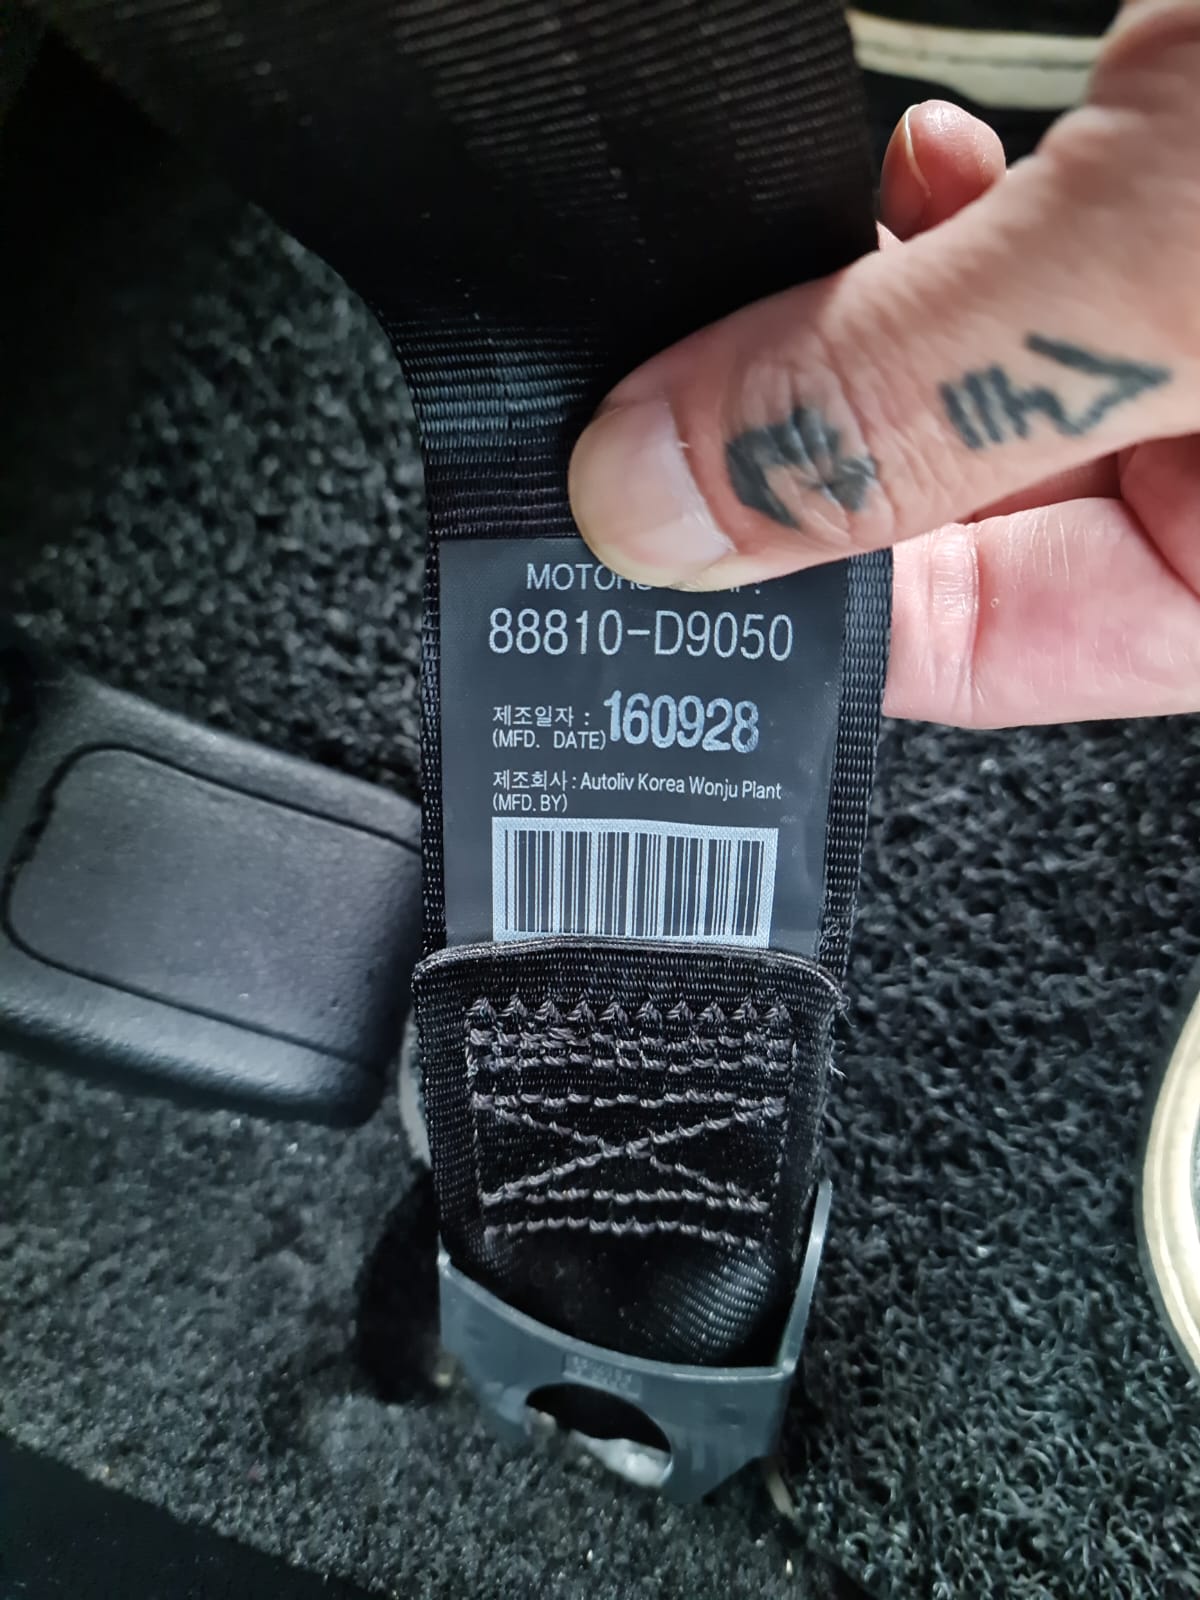 88810-D9050
제조일자 : 160928
(MFD. DATE)
제조회사 : Autoliv Korea Wonju Plant
(MFD. BY)